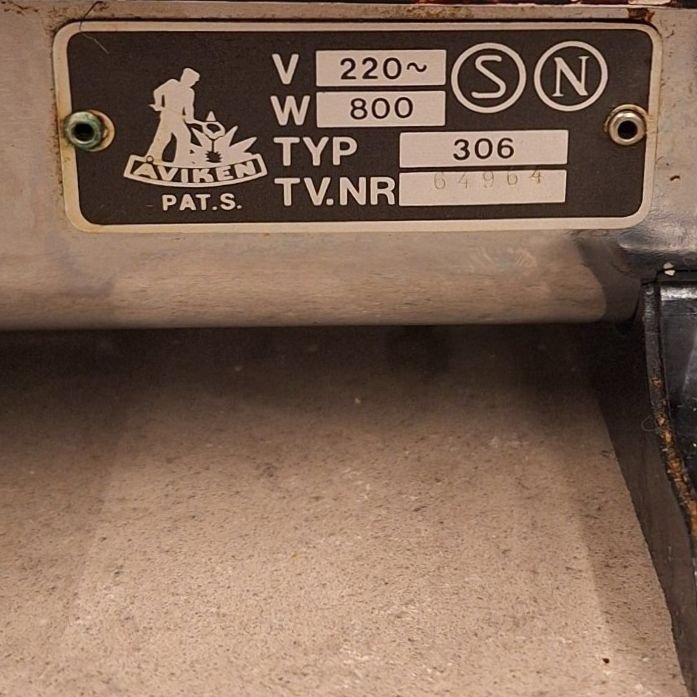 V 220~ S N
W 800
TYP 306
TV.NR 64964
ÅVIKEN
PAT.S.